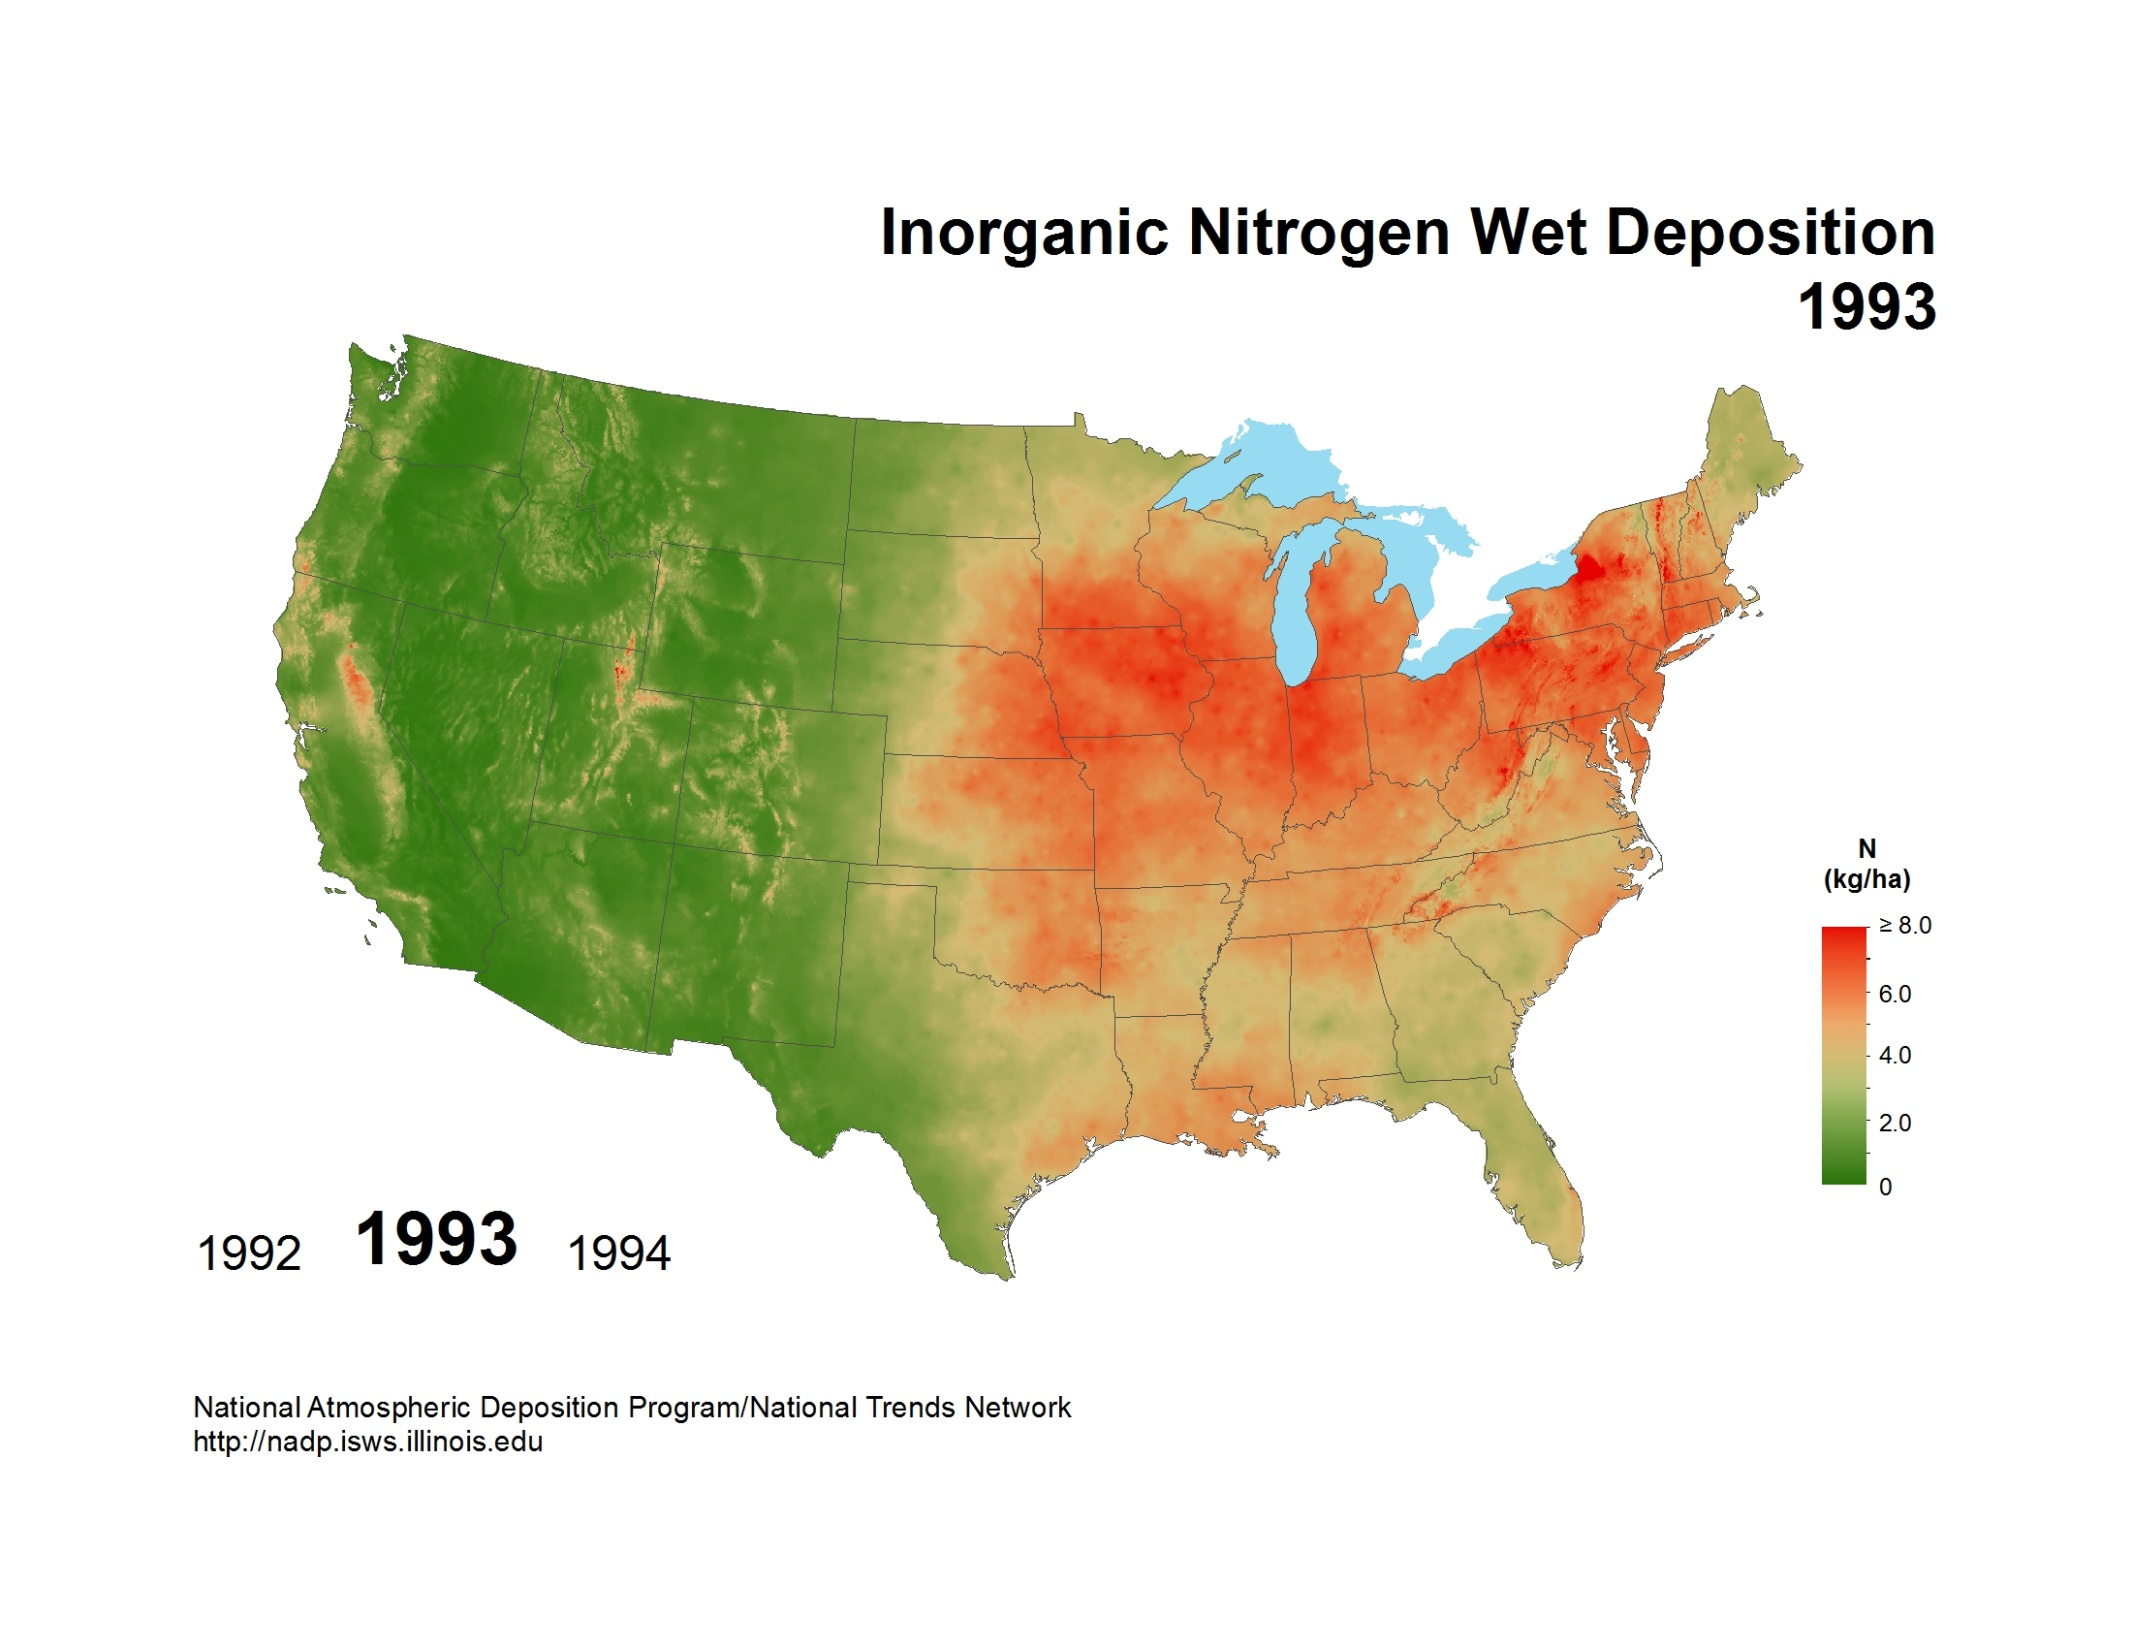 Inorganic Nitrogen Wet Deposition
1993
N
(kg/ha)
≥ 8.0
6.0
4.0
2.0
0
1992 1993 1994
National Atmospheric Deposition Program/National Trends Network
http://nadp.isws.illinois.edu